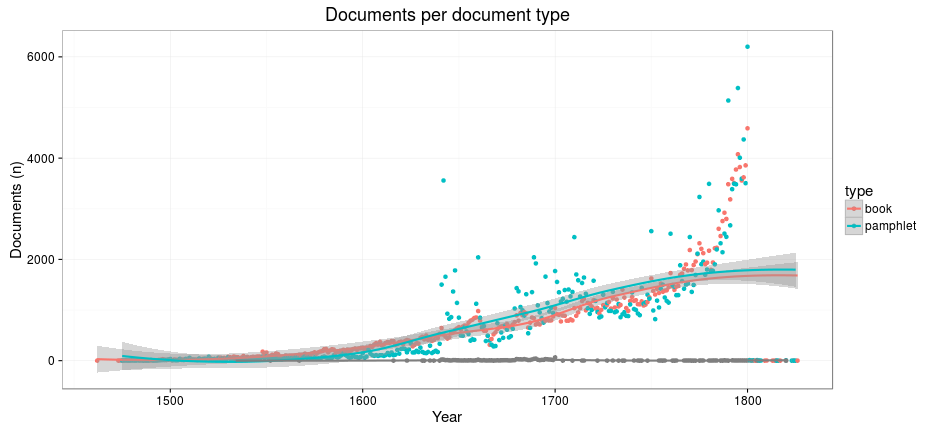 Documents per document type
Documents (n)
6000
4000
2000
0
1500
1600
1700
1800
Year
type
book
pamphlet